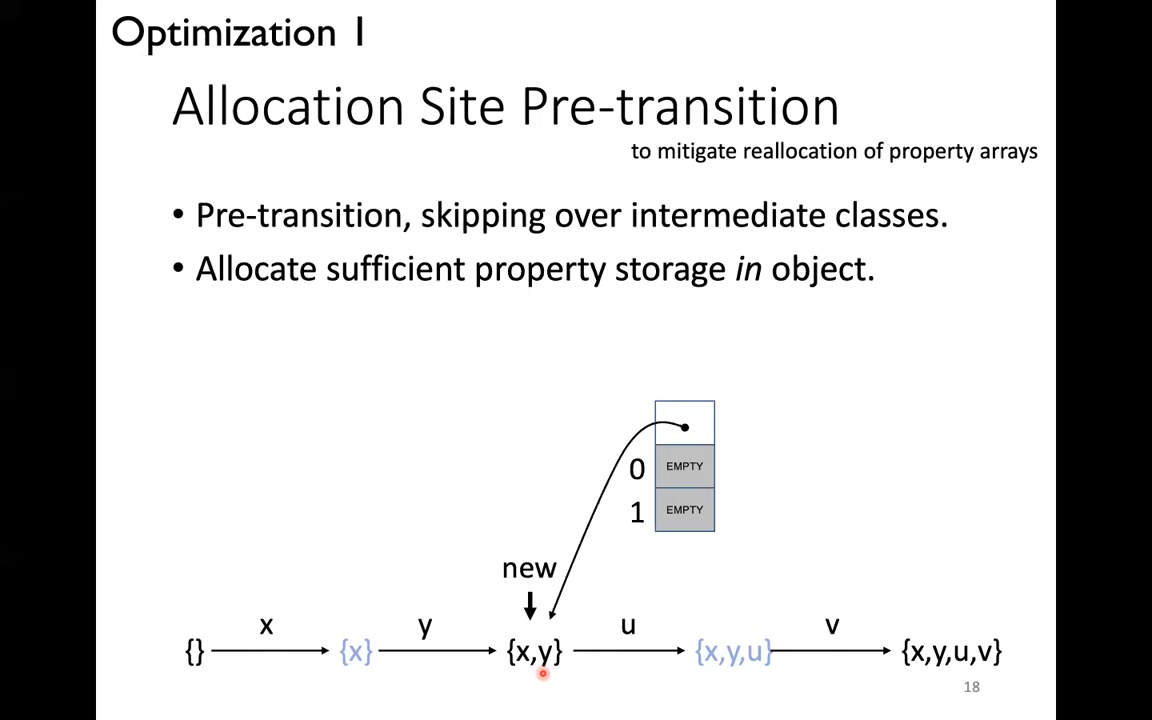 Optimization 1
Allocation Site Pre-transition
to mitigate reallocation of property arrays
• Pre-transition, skipping over intermediate classes.
• Allocate sufficient property storage in object.
0 EMPTY
1 EMPTY
new
x y u v
{} {x} {x,y} {x,y,u} {x,y,u,v}
18